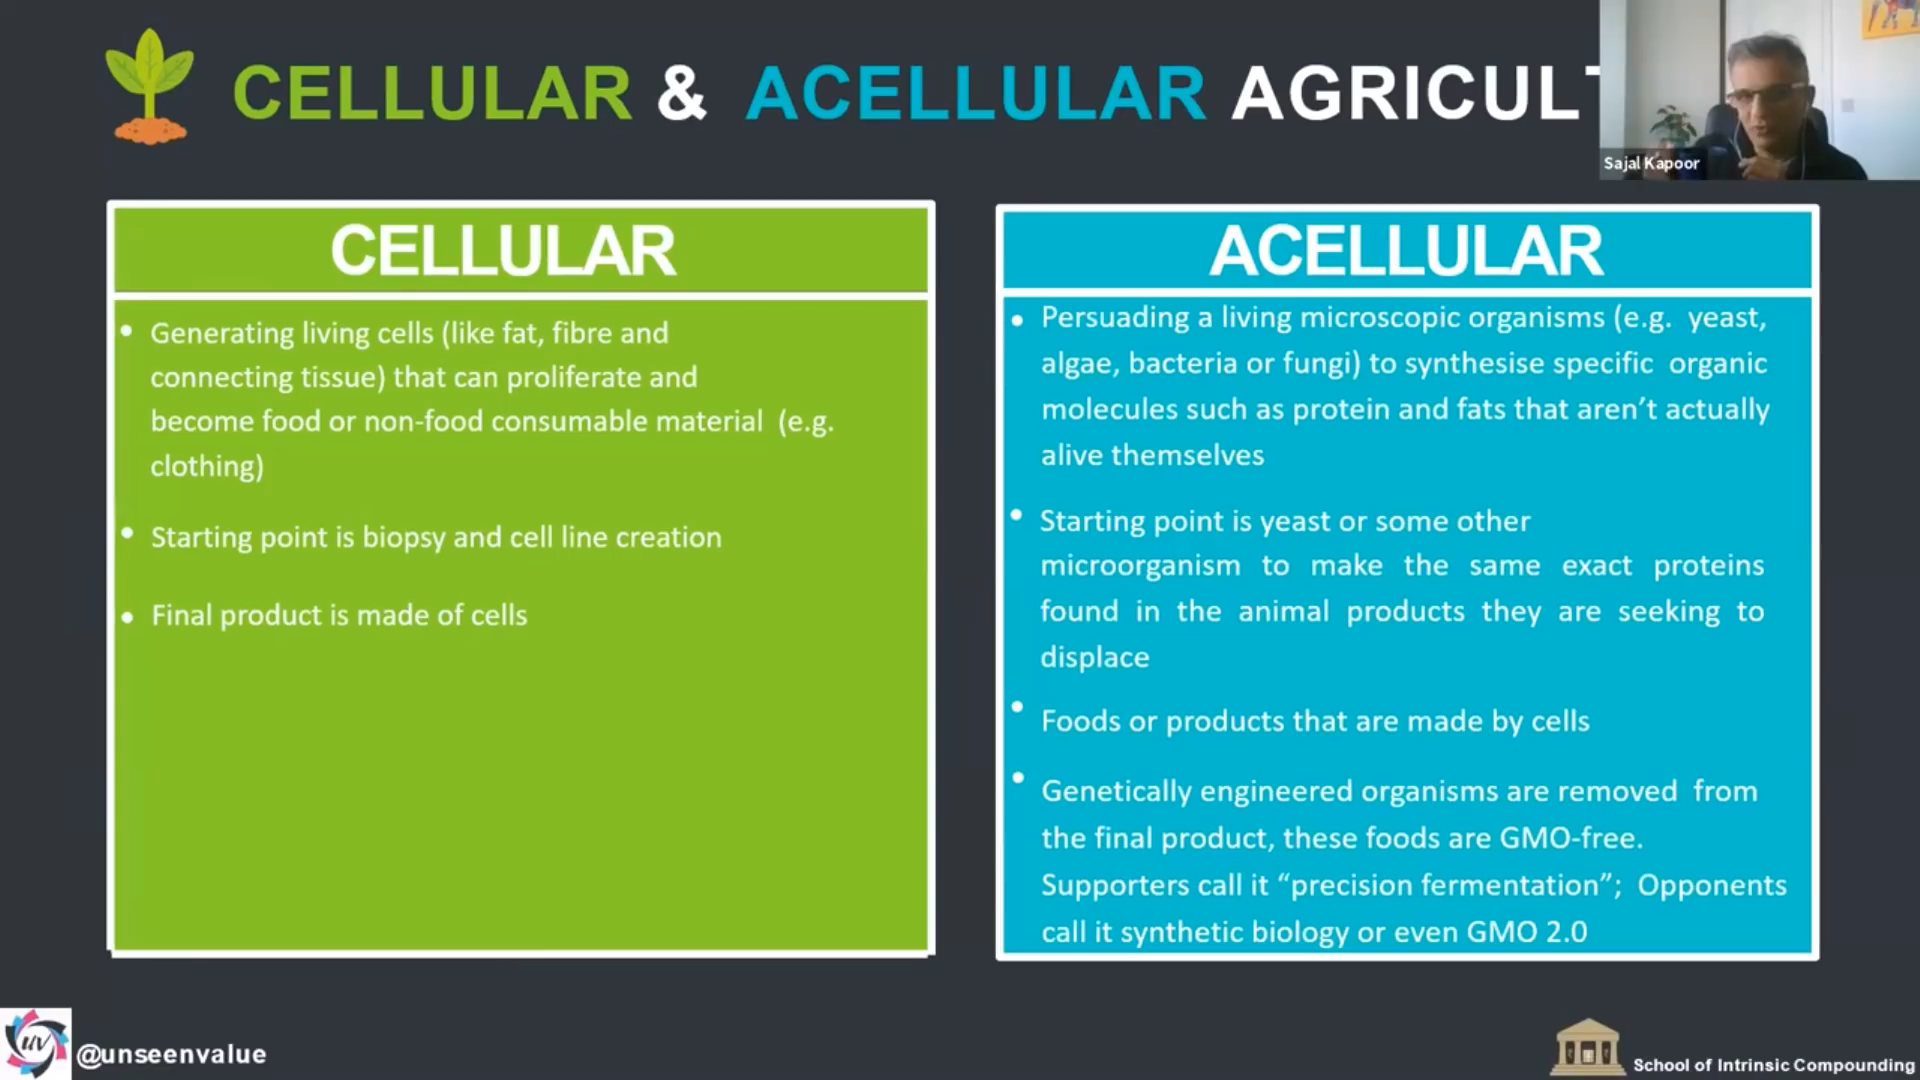 CELLULAR & ACELLULAR AGRICULT
Sajal Kapoor
CELLULAR
• Generating living cells (like fat, fibre and
connecting tissue) that can proliferate and
become food or non-food consumable material (e.g.
clothing)
• Starting point is biopsy and cell line creation
• Final product is made of cells
ACELLULAR
• Persuading a living microscopic organisms (e.g. yeast,
algae, bacteria or fungi) to synthesise specific organic
molecules such as protein and fats that aren’t actually
alive themselves
• Starting point is yeast or some other
microorganism to make the same exact proteins
found in the animal products they are seeking to
displace
• Foods or products that are made by cells
• Genetically engineered organisms are removed from
the final product, these foods are GMO-free.
Supporters call it “precision fermentation”; Opponents
call it synthetic biology or even GMO 2.0
uv
@unseenvalue
School of Intrinsic Compounding